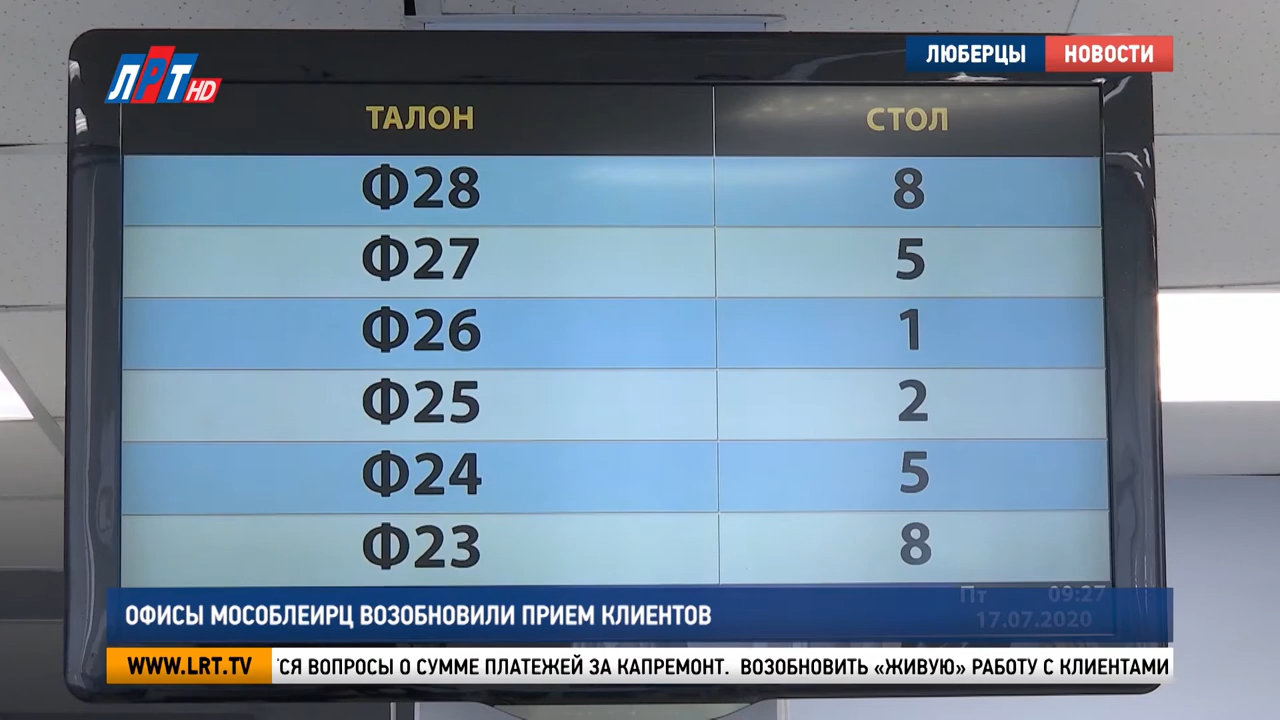 ЛРТ HD
ЛЮБЕРЦЫ НОВОСТИ
ТАЛОН СТОЛ
Ф28 8
Ф27 5
Ф26 1
Ф25 2
Ф24 5
Ф23 8
Пт 09:27
17.07.2020
ОФИСЫ МОСОБЛЕИРЦ ВОЗОБНОВИЛИ ПРИЕМ КЛИЕНТОВ
WWW.LRT.TV СЯ ВОПРОСЫ О СУММЕ ПЛАТЕЖЕЙ ЗА КАПРЕМОНТ. ВОЗОБНОВИТЬ «ЖИВУЮ» РАБОТУ С КЛИЕНТАМИ